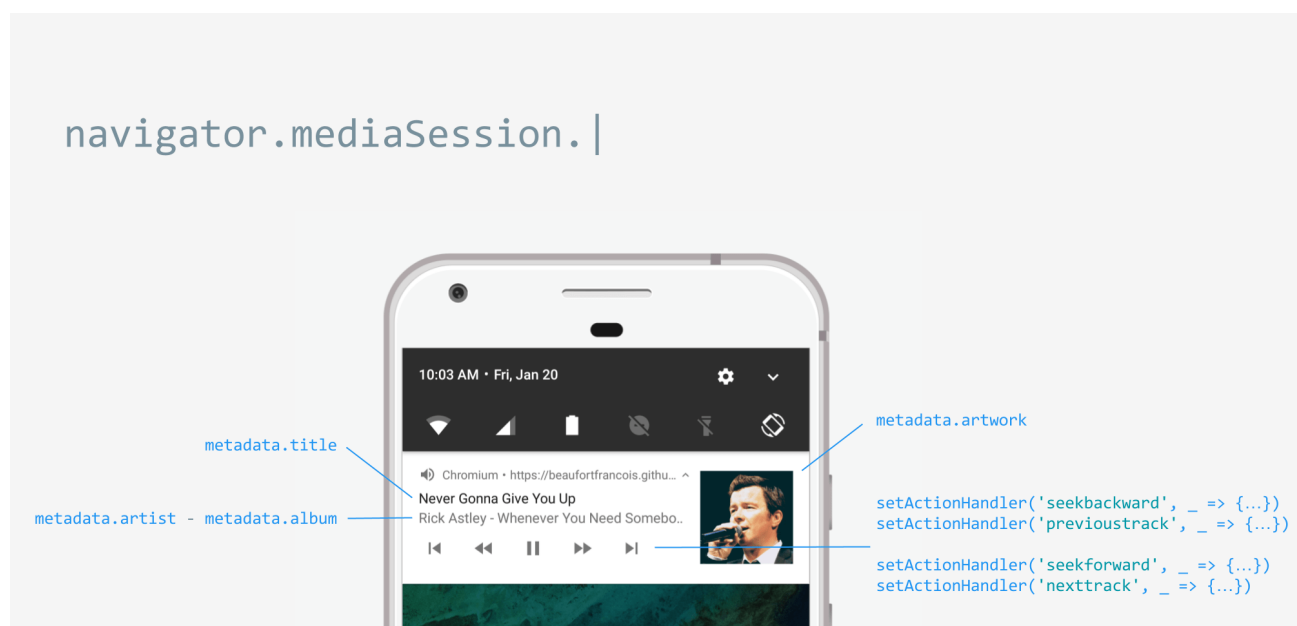 navigator.mediaSession.|
10:03 AM • Fri, Jan 20
metadata.artwork
metadata.title
Chromium • https://beaufortfrancois.githu...
Never Gonna Give You Up
metadata.artist - metadata.album
Rick Astley - Whenever You Need Somebo..
setActionHandler('seekbackward', _ => {...})
setActionHandler('previoustrack', _ => {...})
setActionHandler('seekforward', _ => {...})
setActionHandler('nexttrack', _ => {...})